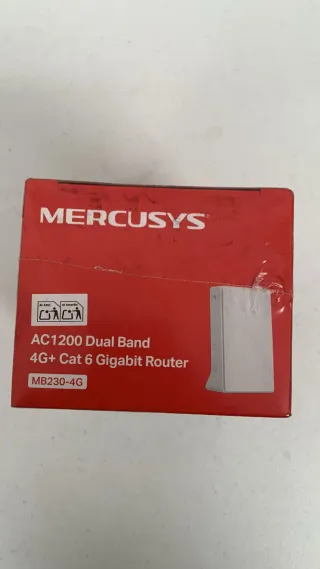 MERCUSYS
AC1200 Dual Band
4G+ Cat 6 Gigabit Router
MB230-4G